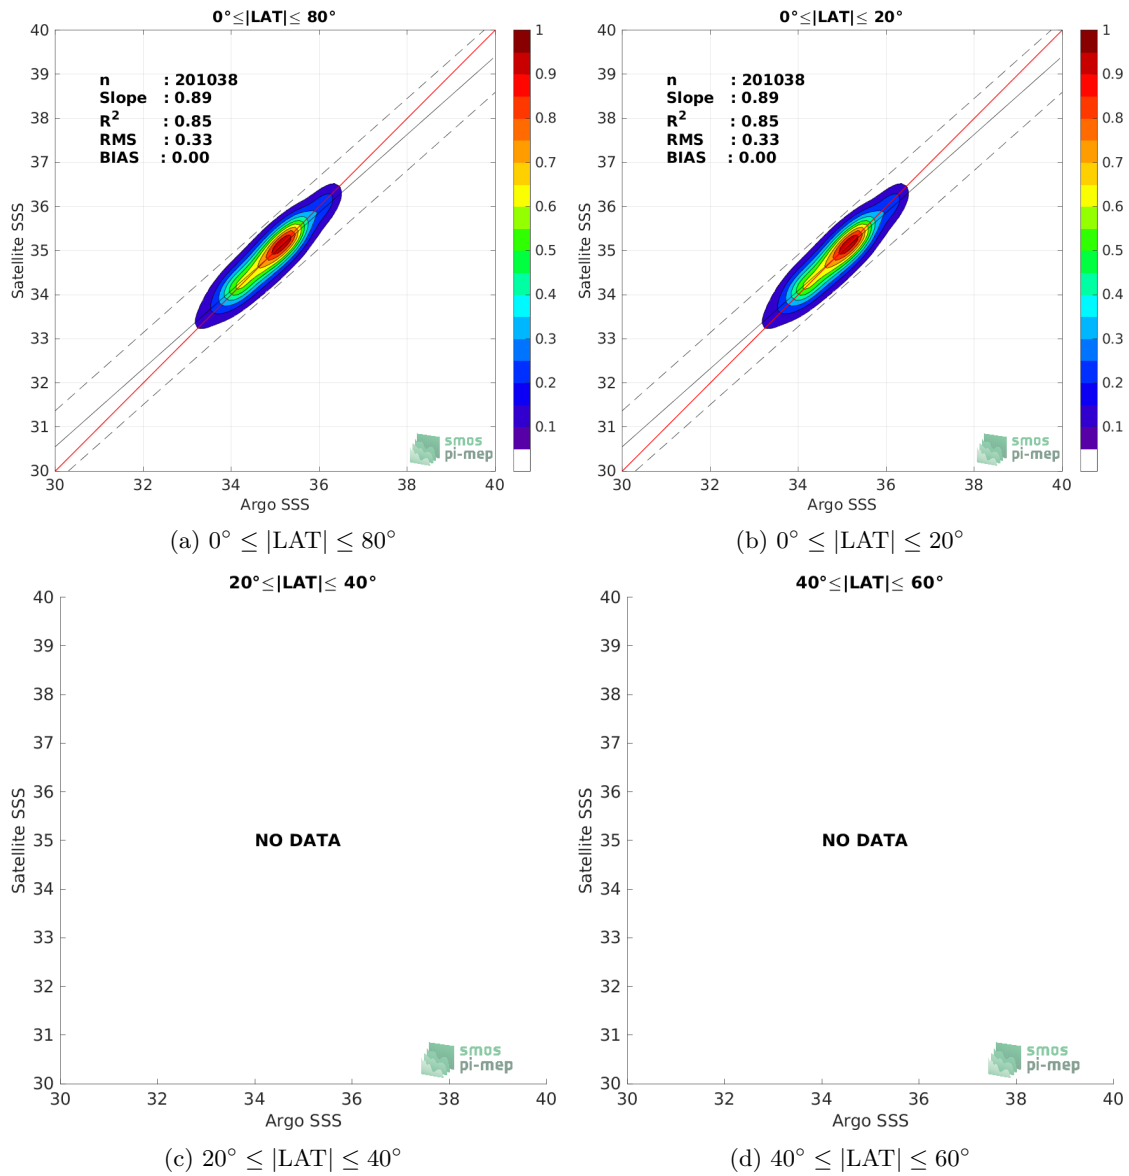 0°≤|LAT|≤ 80°
40
39
38
37
36
35
34
33
32
31
30
Satellite SSS
n : 201038
Slope : 0.89
R² : 0.85
RMS : 0.33
BIAS : 0.00
1
0.9
0.8
0.7
0.6
0.5
0.4
0.3
0.2
0.1
smos
pi-mep
30 32 34 36 38 40
Argo SSS
(a) 0° ≤ |LAT| ≤ 80°
0°≤|LAT|≤ 20°
40
39
38
37
36
35
34
33
32
31
30
Satellite SSS
n : 201038
Slope : 0.89
R² : 0.85
RMS : 0.33
BIAS : 0.00
1
0.9
0.8
0.7
0.6
0.5
0.4
0.3
0.2
0.1
smos
pi-mep
30 32 34 36 38 40
Argo SSS
(b) 0° ≤ |LAT| ≤ 20°
20°≤|LAT|≤ 40°
40
39
38
37
36
35
34
33
32
31
30
Satellite SSS
NO DATA
smos
pi-mep
30 32 34 36 38 40
Argo SSS
(c) 20° ≤ |LAT| ≤ 40°
40°≤|LAT|≤ 60°
40
39
38
37
36
35
34
33
32
31
30
Satellite SSS
NO DATA
smos
pi-mep
30 32 34 36 38 40
Argo SSS
(d) 40° ≤ |LAT| ≤ 60°